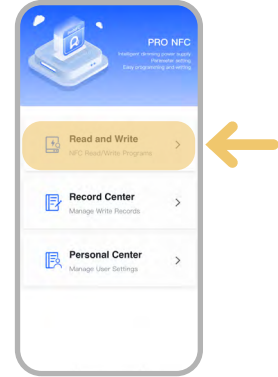 PRO NFC
Intelligent dimming power supply
Parameter setting
Easy programming and setting
Read and Write
NFC Read/Write Programs
Record Center
Manage Write Records
Personal Center
Manage User Settings